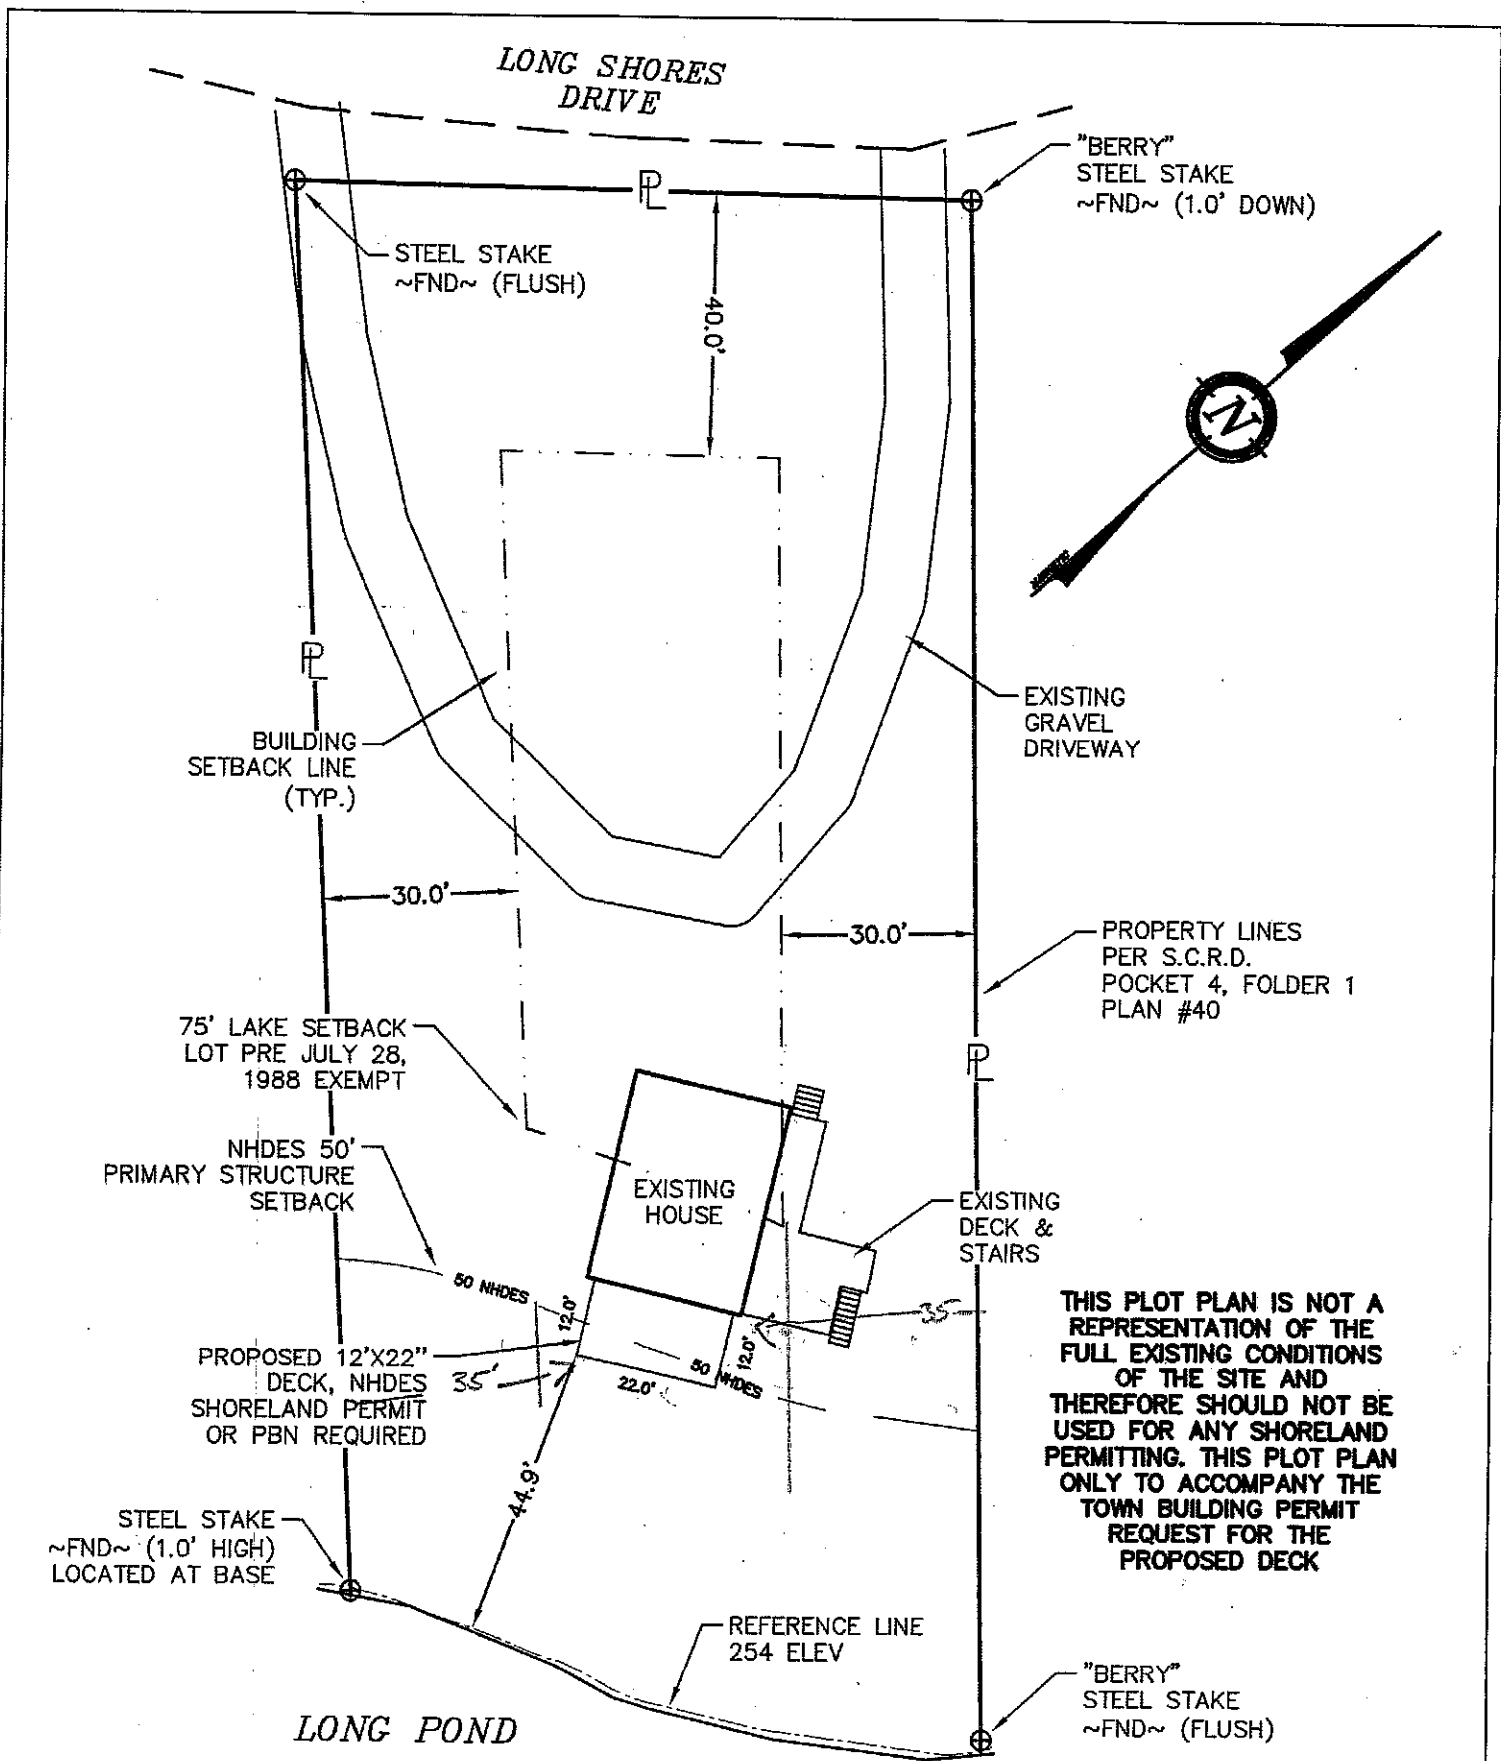 LONG SHORES
DRIVE
"BERRY"
STEEL STAKE
~FND~ (1.0' DOWN)
PL
STEEL STAKE
~FND~ (FLUSH)
40.0'
N
PL
BUILDING
SETBACK LINE
(TYP.)
EXISTING
GRAVEL
DRIVEWAY
30.0'
30.0'
PROPERTY LINES
PER S.C.R.D.
POCKET 4, FOLDER 1
PLAN #40
75' LAKE SETBACK
LOT PRE JULY 28,
1988 EXEMPT
PL
NHDES 50'
PRIMARY STRUCTURE
SETBACK
EXISTING
HOUSE
EXISTING
DECK &
STAIRS
50 NHDES
12.0'
35'
PROPOSED 12'X22"
DECK, NHDES
SHORELAND PERMIT
OR PBN REQUIRED
35'
12.0'
50 NHDES
22.0'
THIS PLOT PLAN IS NOT A
REPRESENTATION OF THE
FULL EXISTING CONDITIONS
OF THE SITE AND
THEREFORE SHOULD NOT BE
USED FOR ANY SHORELAND
PERMITTING. THIS PLOT PLAN
ONLY TO ACCOMPANY THE
TOWN BUILDING PERMIT
REQUEST FOR THE
PROPOSED DECK
44.9'
STEEL STAKE
~FND~ (1.0' HIGH)
LOCATED AT BASE
REFERENCE LINE
254 ELEV
"BERRY"
STEEL STAKE
~FND~ (FLUSH)
LONG POND